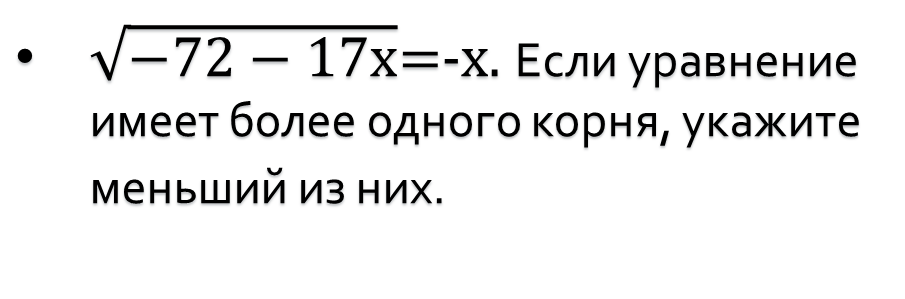 • √−72 − 17x=-x. Если уравнение
имеет более одного корня, укажите
меньший из них.